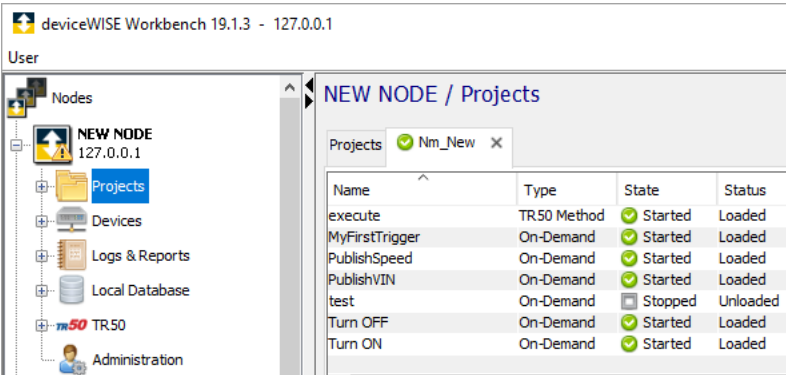 deviceWISE Workbench 19.1.3 - 127.0.0.1
User
Nodes
NEW NODE
127.0.0.1
Projects
Devices
Logs & Reports
Local Database
TR50 TR50
Administration
NEW NODE / Projects
Projects Nm_New
Name Type State Status
execute TR50 Method Started Loaded
MyFirstTrigger On-Demand Started Loaded
PublishSpeed On-Demand Started Loaded
PublishVIN On-Demand Started Loaded
test On-Demand Stopped Unloaded
Turn OFF On-Demand Started Loaded
Turn ON On-Demand Started Loaded